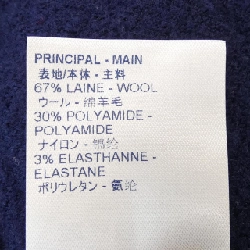 PRINCIPAL - MAIN
表地/本体 - 主料
67% LAINE - WOOL
ウール - 绵羊毛
30% POLYAMIDE -
POLYAMIDE
ナイロン - 锦纶
3% ELASTHANNE -
ELASTANE
ポリウレタン - 氨纶